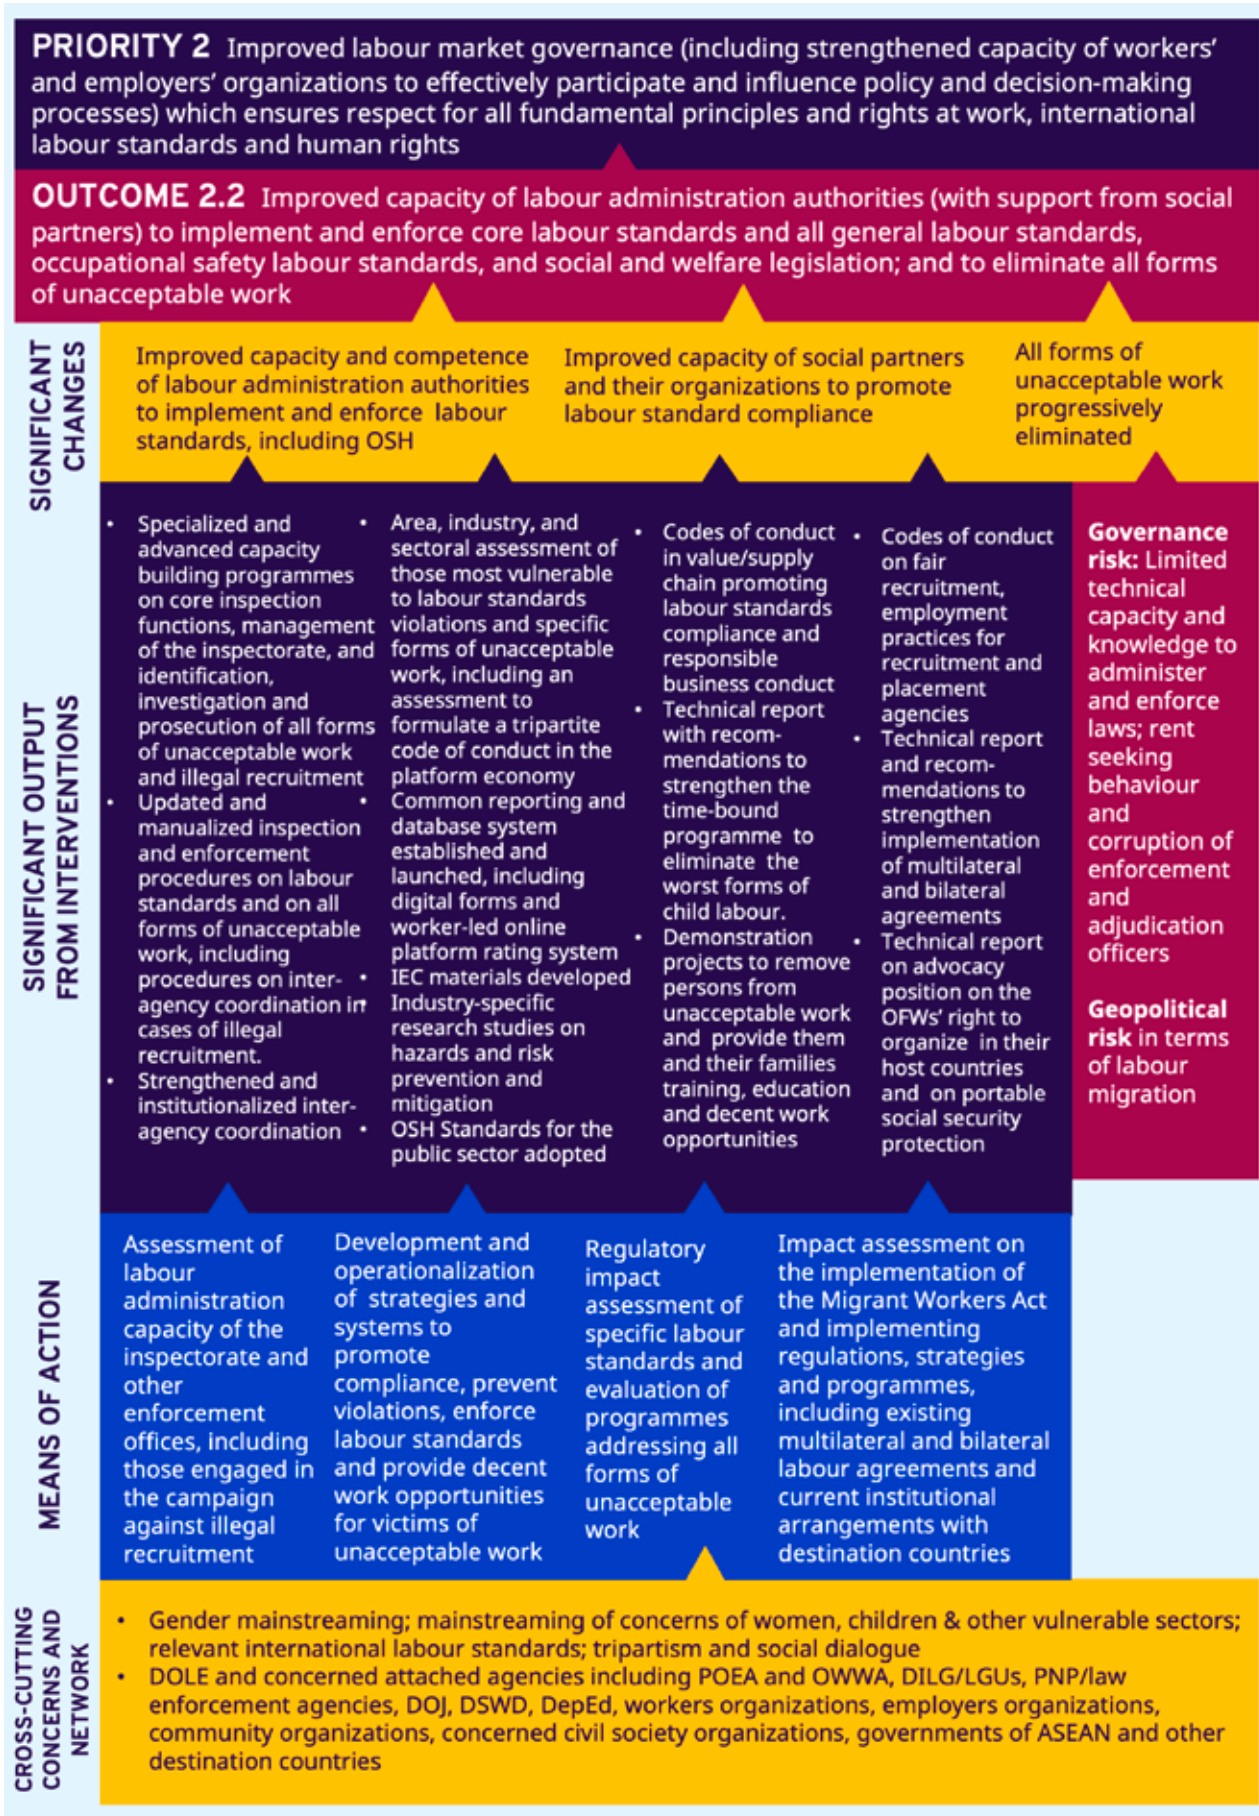 PRIORITY 2 Improved labour market governance (including strengthened capacity of workers'
and employers' organizations to effectively participate and influence policy and decision-making
processes) which ensures respect for all fundamental principles and rights at work, international
labour standards and human rights
OUTCOME 2.2 Improved capacity of labour administration authorities (with support from social
partners) to implement and enforce core labour standards and all general labour standards,
occupational safety labour standards, and social and welfare legislation; and to eliminate all forms
of unacceptable work
SIGNIFICANT
CHANGES
Improved capacity and competence
of labour administration authorities
to implement and enforce labour
standards, including OSH
Improved capacity of social partners
and their organizations to promote
labour standard compliance
All forms of
unacceptable work
progressively
eliminated
SIGNIFICANT OUTPUT
FROM INTERVENTIONS
• Specialized and
advanced capacity
building programmes
on core inspection
functions, management
of the inspectorate, and
identification,
investigation and
prosecution of all forms
of unacceptable work
and illegal recruitment
• Updated and
manualized inspection
and enforcement
procedures on labour
standards and on all
forms of unacceptable
work, including
procedures on inter-
agency coordination in
cases of illegal
recruitment.
• Strengthened and
institutionalized inter-
agency coordination
• Area, industry, and
sectoral assessment of
those most vulnerable
to labour standards
violations and specific
forms of unacceptable
work, including an
assessment to
formulate a tripartite
code of conduct in the
platform economy
• Common reporting and
database system
established and
launched, including
digital forms and
worker-led online
platform rating system
• IEC materials developed
• Industry-specific
research studies on
hazards and risk
prevention and
mitigation
• OSH Standards for the
public sector adopted
• Codes of conduct
in value/supply
chain promoting
labour standards
compliance and
responsible
business conduct
• Technical report
with recom-
mendations to
strengthen the
time-bound
programme to
eliminate the
worst forms of
child labour.
• Demonstration
projects to remove
persons from
unacceptable work
and provide them
and their families
training, education
and decent work
opportunities
• Codes of conduct
on fair
recruitment,
employment
practices for
recruitment and
placement
agencies
• Technical report
and recom-
mendations to
strengthen
implementation
of multilateral
and bilateral
agreements
• Technical report
on advocacy
position on the
OFWs' right to
organize in their
host countries
and on portable
social security
protection
Governance
risk: Limited
technical
capacity and
knowledge to
administer
and enforce
laws; rent
seeking
behaviour
and
corruption of
enforcement
and
adjudication
officers
Geopolitical
risk in terms
of labour
migration
MEANS OF ACTION
Assessment of
labour
administration
capacity of the
inspectorate and
other
enforcement
offices, including
those engaged in
the campaign
against illegal
recruitment
Development and
operationalization
of strategies and
systems to
promote
compliance, prevent
violations, enforce
labour standards
and provide decent
work opportunities
for victims of
unacceptable work
Regulatory
impact
assessment of
specific labour
standards and
evaluation of
programmes
addressing all
forms of
unacceptable
work
Impact assessment on
the implementation of
the Migrant Workers Act
and implementing
regulations, strategies
and programmes,
including existing
multilateral and bilateral
labour agreements and
current institutional
arrangements with
destination countries
CROSS-CUTTING
CONCERNS AND
NETWORK
• Gender mainstreaming; mainstreaming of concerns of women, children & other vulnerable sectors;
relevant international labour standards; tripartism and social dialogue
• DOLE and concerned attached agencies including POEA and OWWA, DILG/LGUs, PNP/law
enforcement agencies, DOJ, DSWD, DepEd, workers organizations, employers organizations,
community organizations, concerned civil society organizations, governments of ASEAN and other
destination countries